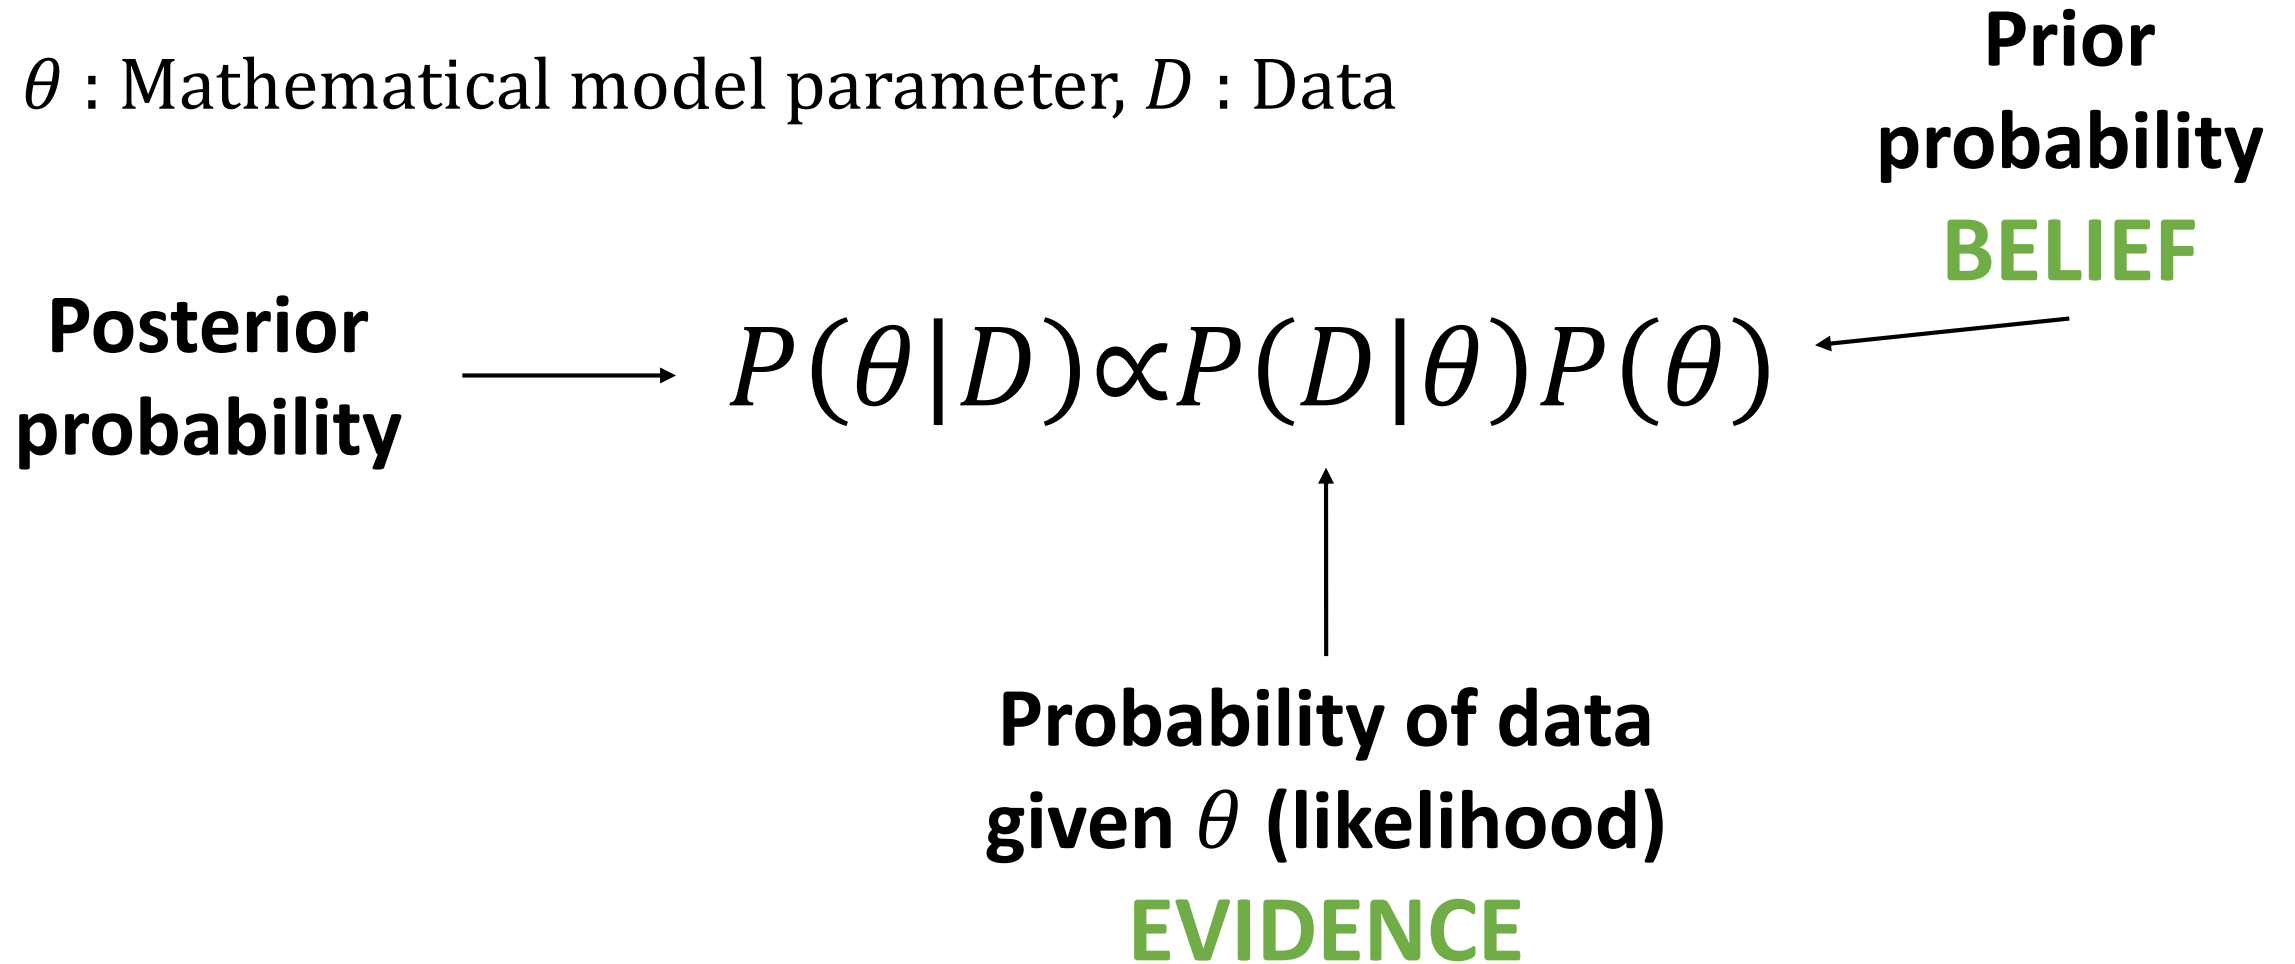 θ : Mathematical model parameter, D : Data
Prior
probability
BELIEF
Posterior
probability
P(θ|D)∝P(D|θ)P(θ)
Probability of data
given θ (likelihood)
EVIDENCE